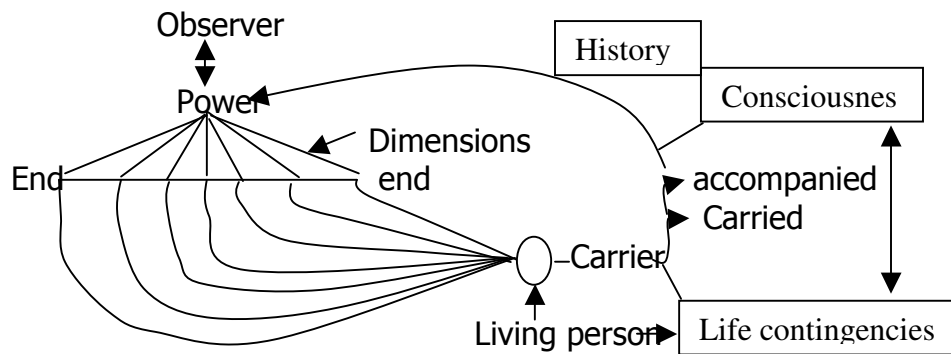 Observer
History
Power
Consciousnes
Dimensions
End
end
accompanied
Carried
Carrier
Living person
Life contingencies